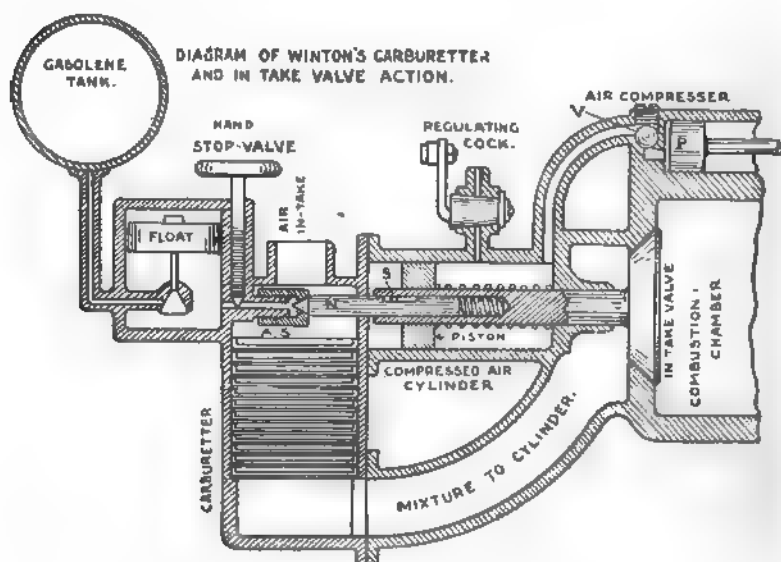 DIAGRAM OF WINTON'S CARBURETTER
AND IN TAKE VALVE ACTION.
GASOLENE
TANK.
HAND
STOP-VALVE
AIR
IN-TAKE
REGULATING
COCK.
AIR COMPRESSER
V
P
FLOAT
N
S
A.S
PISTON
COMPRESSED AIR
CYLINDER
IN TAKE VALVE
COMBUSTION
CHAMBER
CARBURETTER
MIXTURE TO CYLINDER.